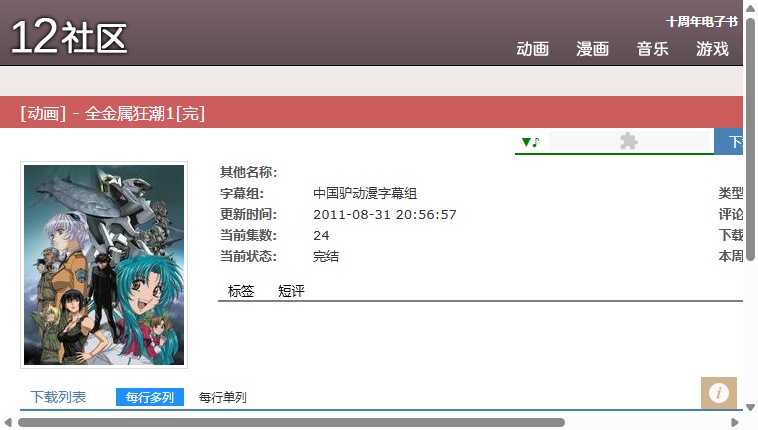 12社区
十周年电子书
动画 漫画 音乐 游戏
[动画] - 全金属狂潮1[完]
▼♪
其他名称:
字幕组: 中国驴动漫字幕组 类型
更新时间: 2011-08-31 20:56:57 评论
当前集数: 24 下载
当前状态: 完结 本周
标签 短评
下载列表 每行多列 每行单列